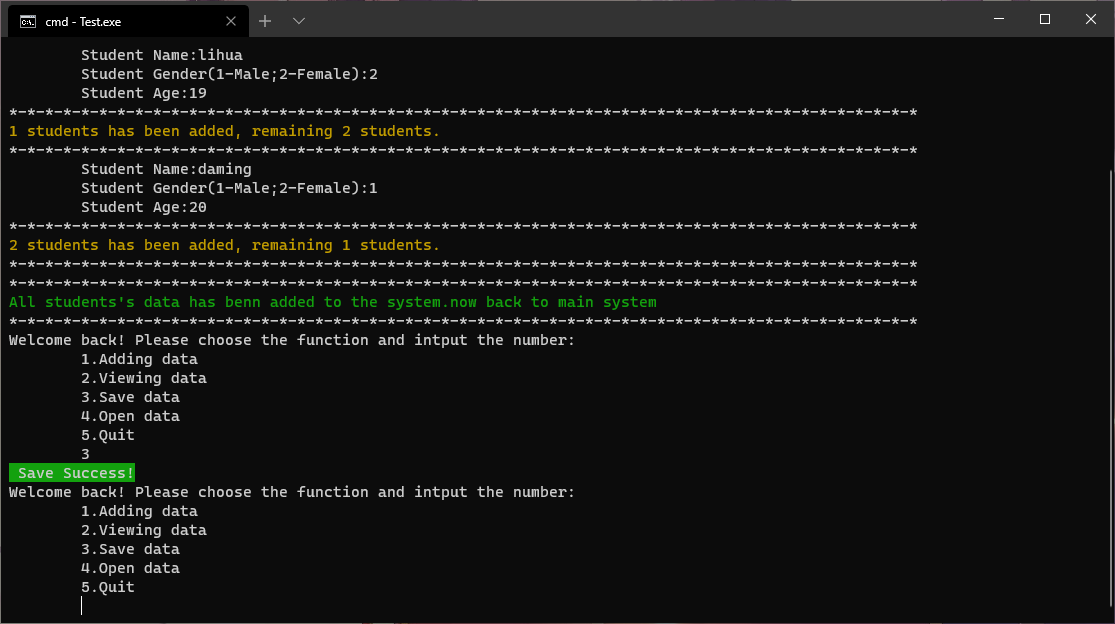 cmd - Test.exe
Student Name:lihua
Student Gender(1-Male;2-Female):2
Student Age:19
*-*-*-*-*-*-*-*-*-*-*-*-*-*-*-*-*-*-*-*-*-*-*-*-*-*-*-*-*-*-*-*-*-*-*-*-*-*-*-*-*-*-*-*-*-*-*-*-*-*-*
1 students has been added, remaining 2 students.
*-*-*-*-*-*-*-*-*-*-*-*-*-*-*-*-*-*-*-*-*-*-*-*-*-*-*-*-*-*-*-*-*-*-*-*-*-*-*-*-*-*-*-*-*-*-*-*-*-*-*
Student Name:daming
Student Gender(1-Male;2-Female):1
Student Age:20
*-*-*-*-*-*-*-*-*-*-*-*-*-*-*-*-*-*-*-*-*-*-*-*-*-*-*-*-*-*-*-*-*-*-*-*-*-*-*-*-*-*-*-*-*-*-*-*-*-*-*
2 students has been added, remaining 1 students.
*-*-*-*-*-*-*-*-*-*-*-*-*-*-*-*-*-*-*-*-*-*-*-*-*-*-*-*-*-*-*-*-*-*-*-*-*-*-*-*-*-*-*-*-*-*-*-*-*-*-*
*-*-*-*-*-*-*-*-*-*-*-*-*-*-*-*-*-*-*-*-*-*-*-*-*-*-*-*-*-*-*-*-*-*-*-*-*-*-*-*-*-*-*-*-*-*-*-*-*-*-*
All students's data has benn added to the system.now back to main system
*-*-*-*-*-*-*-*-*-*-*-*-*-*-*-*-*-*-*-*-*-*-*-*-*-*-*-*-*-*-*-*-*-*-*-*-*-*-*-*-*-*-*-*-*-*-*-*-*-*-*
Welcome back! Please choose the function and intput the number:
1.Adding data
2.Viewing data
3.Save data
4.Open data
5.Quit
3
Save Success!
Welcome back! Please choose the function and intput the number:
1.Adding data
2.Viewing data
3.Save data
4.Open data
5.Quit